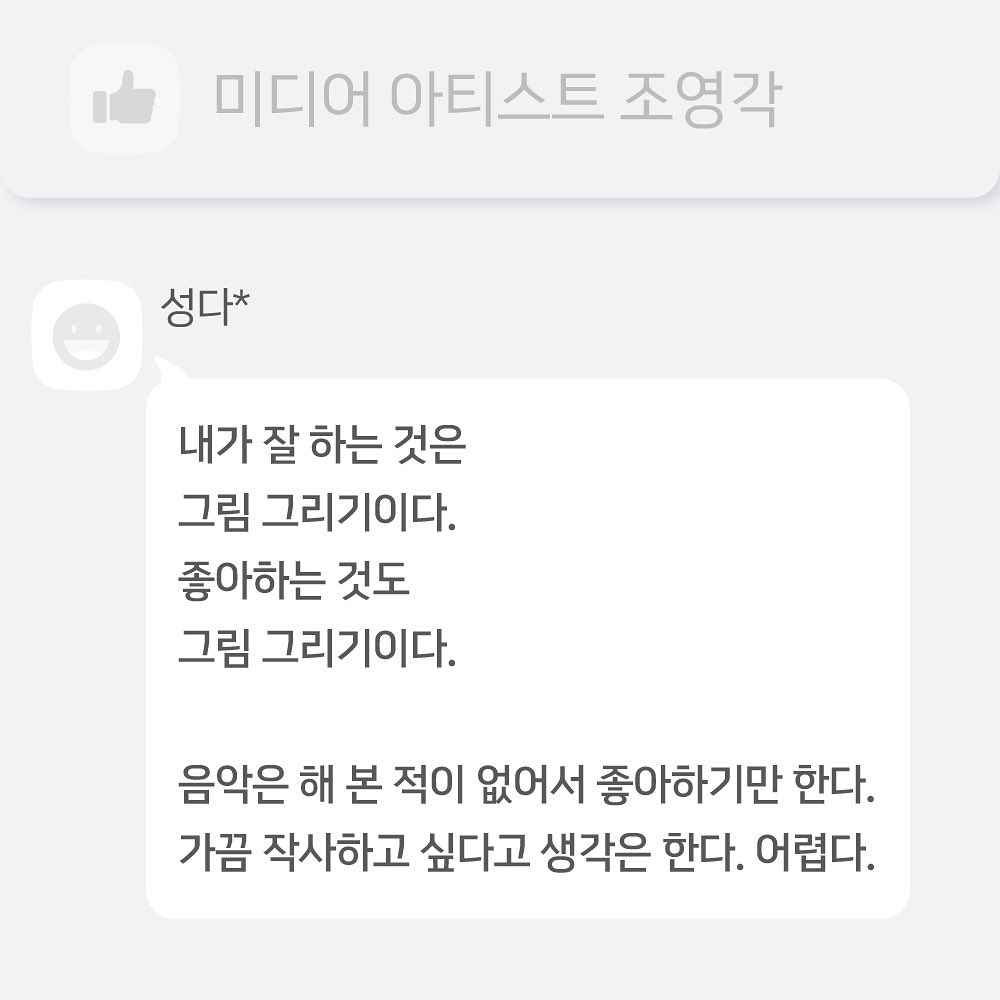 미디어 아티스트 조영각
성다*
내가 잘 하는 것은
그림 그리기이다.
좋아하는 것도
그림 그리기이다.
음악은 해 본 적이 없어서 좋아하기만 한다.
가끔 작사하고 싶다고 생각은 한다. 어렵다.